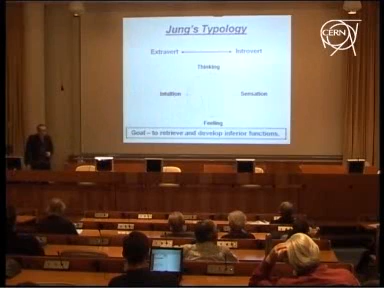 CERN
Jung's Typology
Extravert Introvert
Thinking
Intuition Sensation
Feeling
Goal – to retrieve and develop inferior functions.